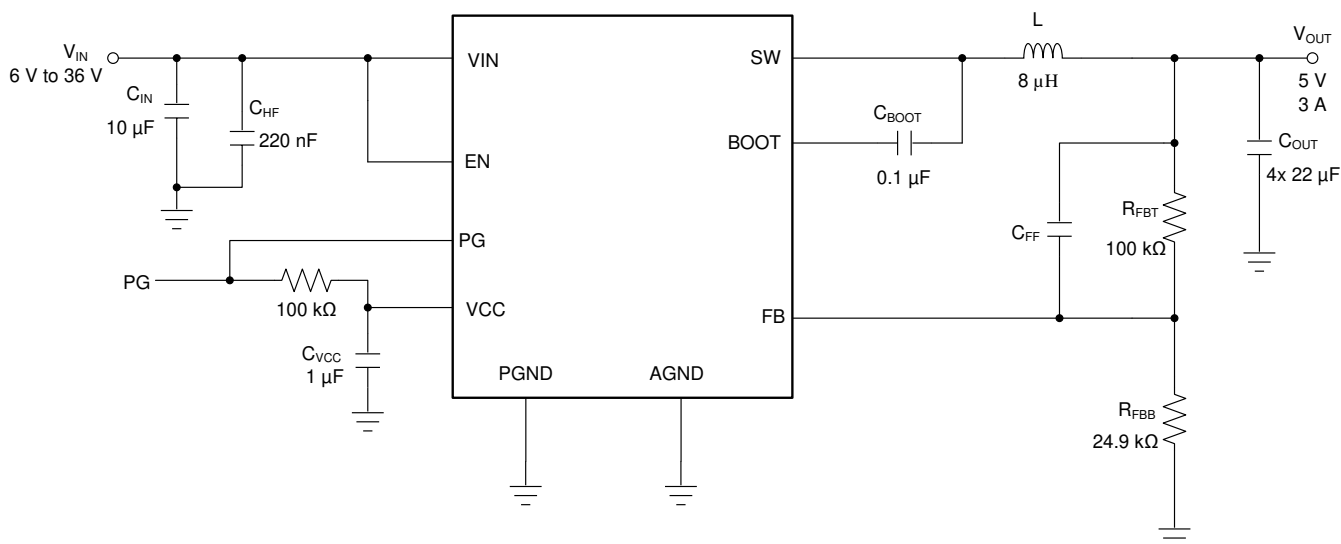 L
V_IN
6 V to 36 V
VIN
SW
V_OUT
5 V
3 A
8 µH
C_IN
10 µF
C_HF
220 nF
C_BOOT
0.1 µF
BOOT
EN
C_OUT
4x 22 µF
R_FBT
100 kΩ
C_FF
PG
PG
100 kΩ
VCC
FB
C_VCC
1 µF
PGND
AGND
R_FBB
24.9 kΩ